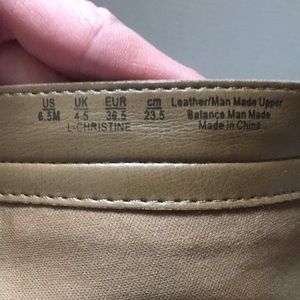 US UK EUR cm Leather/Man Made Upper
6.5M 4.5 36.5 23.5 Balance Man Made
L-CHRISTINE Made in China